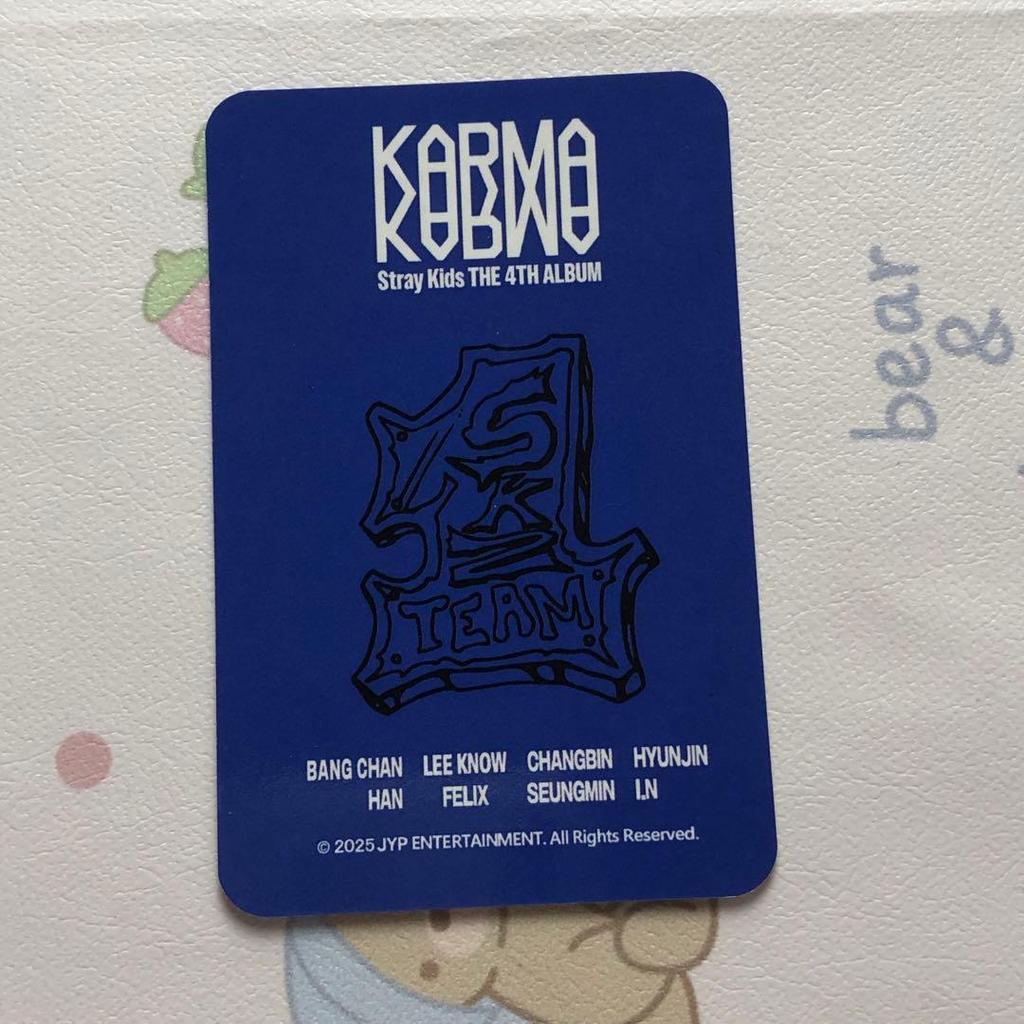 KARMA
Stray Kids THE 4TH ALBUM
1
SKZ
TEAM
BANG CHAN LEE KNOW CHANGBIN HYUNJIN
HAN FELIX SEUNGMIN I.N
© 2025 JYP ENTERTAINMENT. All Rights Reserved.
bear
&